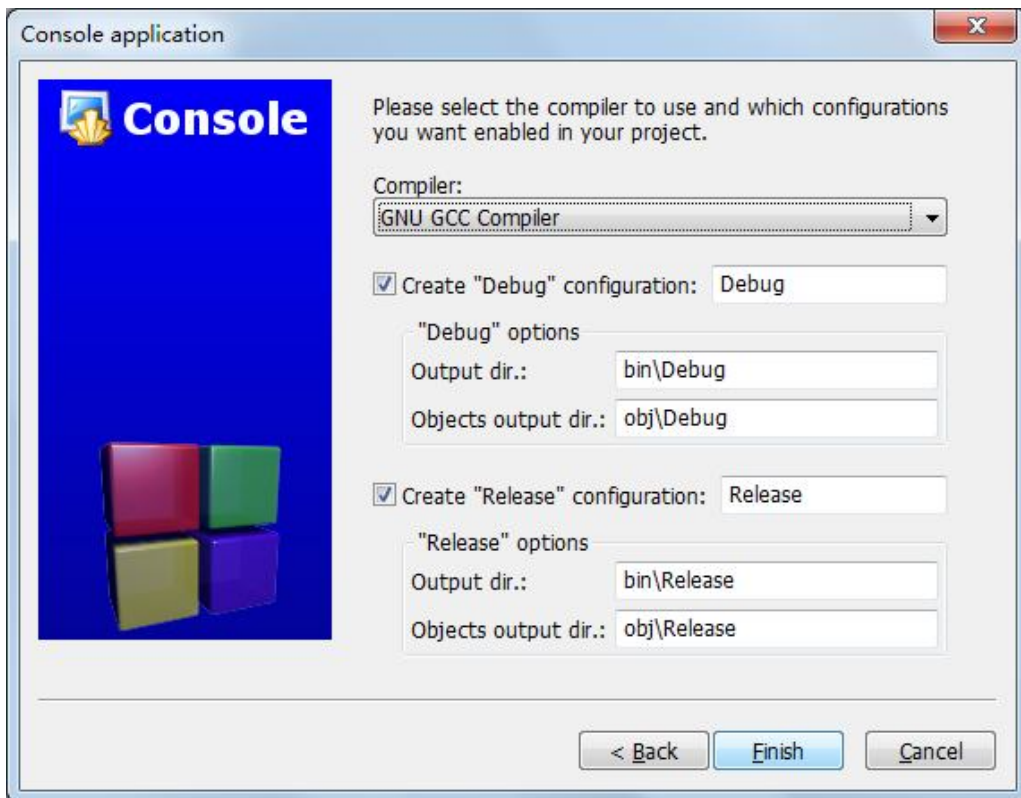 Console application
Console
Please select the compiler to use and which configurations
you want enabled in your project.
Compiler:
GNU GCC Compiler
Create "Debug" configuration: Debug
"Debug" options
Output dir.: bin\Debug
Objects output dir.: obj\Debug
Create "Release" configuration: Release
"Release" options
Output dir.: bin\Release
Objects output dir.: obj\Release
< Back Finish Cancel